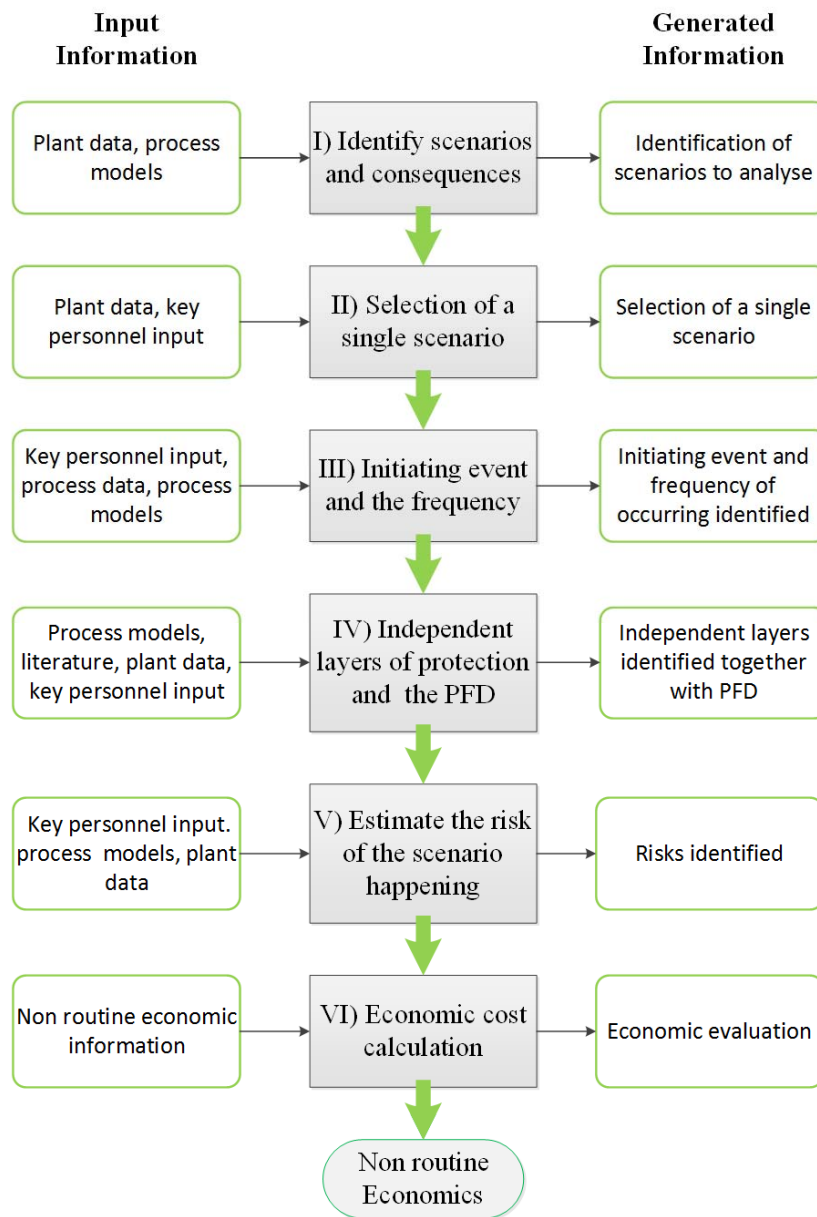 Input
Information
Generated
Information
Plant data, process
models
I) Identify scenarios
and consequences
Identification of
scenarios to analyse
Plant data, key
personnel input
II) Selection of a
single scenario
Selection of a single
scenario
Key personnel input,
process data, process
models
III) Initiating event
and the frequency
Initiating event and
frequency of
occurring identified
Process models,
literature, plant data,
key personnel input
IV) Independent
layers of protection
and the PFD
Independent layers
identified together
with PFD
Key personnel input.
process models, plant
data
V) Estimate the risk
of the scenario
happening
Risks identified
Non routine economic
information
VI) Economic cost
calculation
Economic evaluation
Non routine
Economics